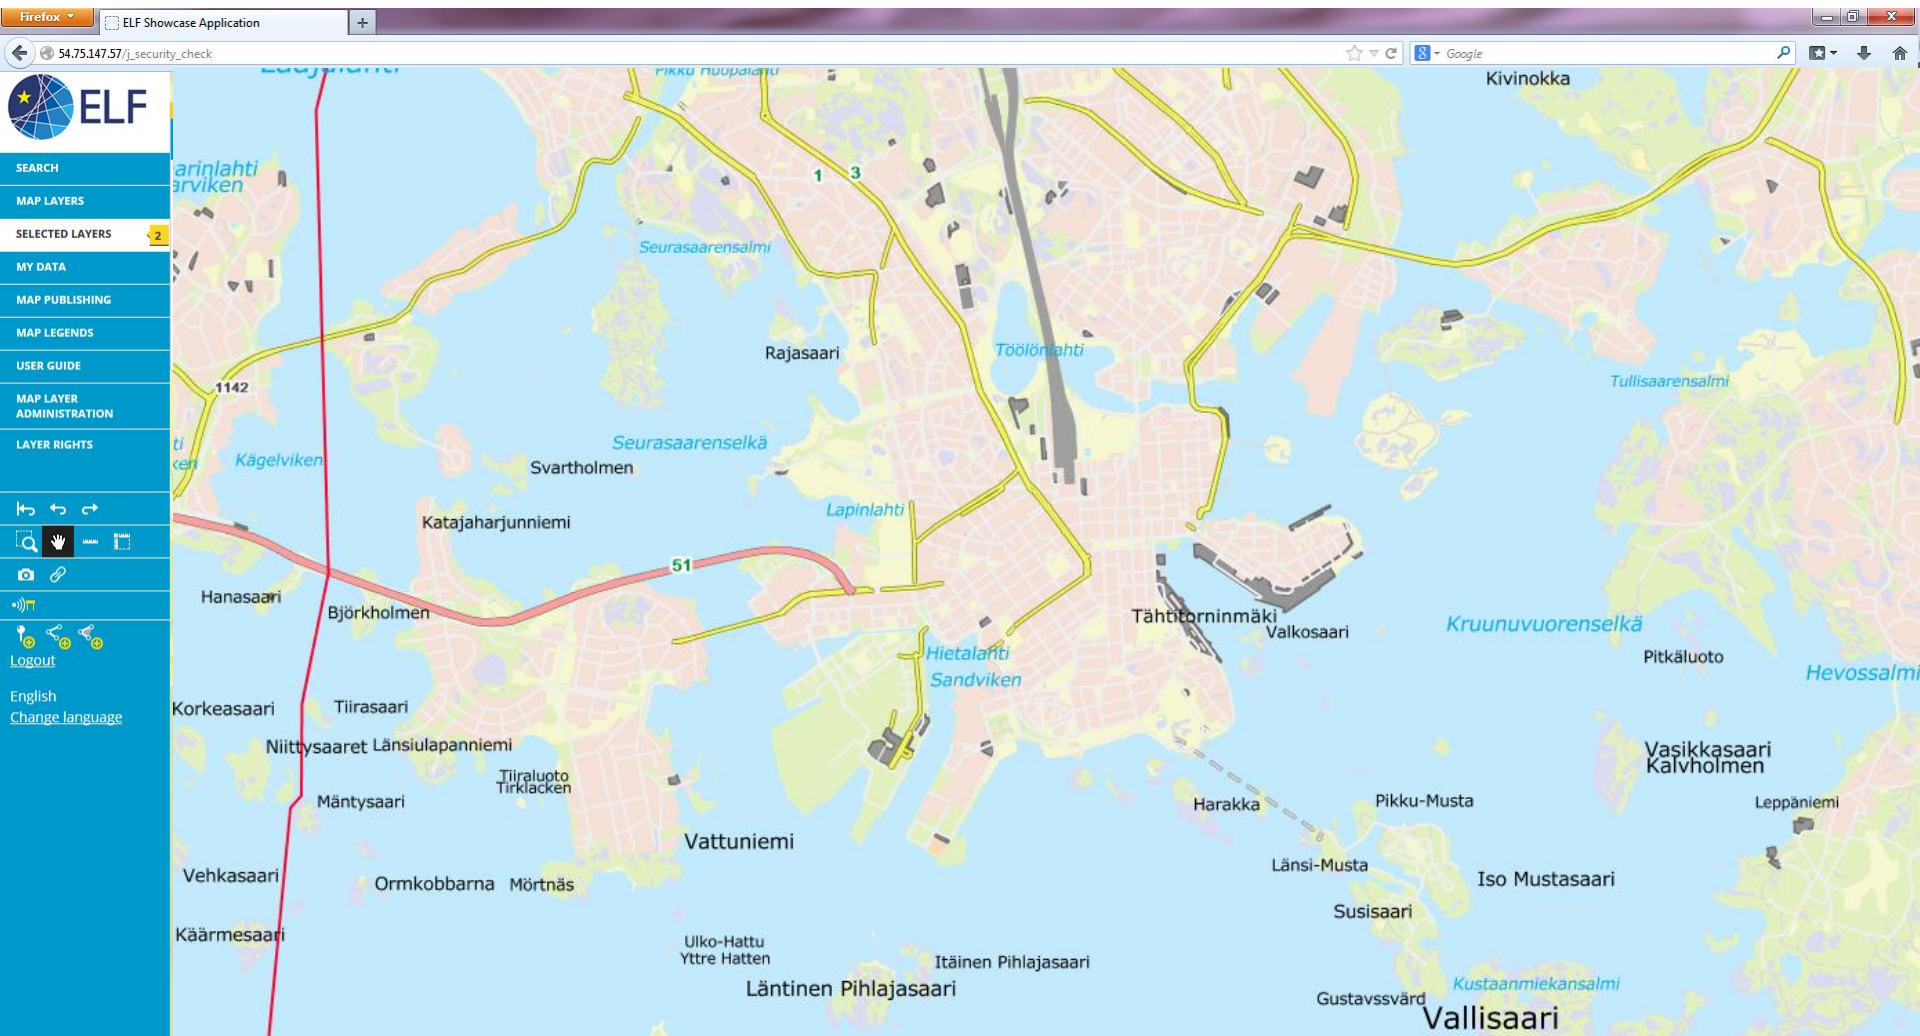 Firefox
ELF Showcase Application
54.75.147.57/j_security_check
Google
ELF
SEARCH
MAP LAYERS
SELECTED LAYERS 2
MY DATA
MAP PUBLISHING
MAP LEGENDS
USER GUIDE
MAP LAYER
ADMINISTRATION
LAYER RIGHTS
Logout
English
Change language
Pikku Huopalahti
Kivinokka
arinlahti
arviken
1
3
Seurasaarensalmi
Rajasaari
Töölönlahti
1142
Tullisaarensalmi
ti
ken
Kägelviken
Seurasaarenselkä
Svartholmen
Lapinlahti
Katajaharjunniemi
51
Hanasaari
Björkholmen
Tähtitorninmäki
Valkosaari
Kruunuvuorenselkä
Hietalahti
Sandviken
Pitkäluoto
Hevossalmi
Korkeasaari
Tiirasaari
Niittysaaret
Länsiulapanniemi
Vasikkasaari
Kalvholmen
Tiiraluoto
Tirklacken
Mäntysaari
Harakka
Pikku-Musta
Leppäniemi
Vattuniemi
Länsi-Musta
Vehkasaari
Ormkobbarna
Mörtnäs
Iso Mustasaari
Susisaari
Käärmesaari
Ulko-Hattu
Yttre Hatten
Itäinen Pihlajasaari
Läntinen Pihlajasaari
Kustaanmiekansalmi
Gustavssvärd
Vallisaari